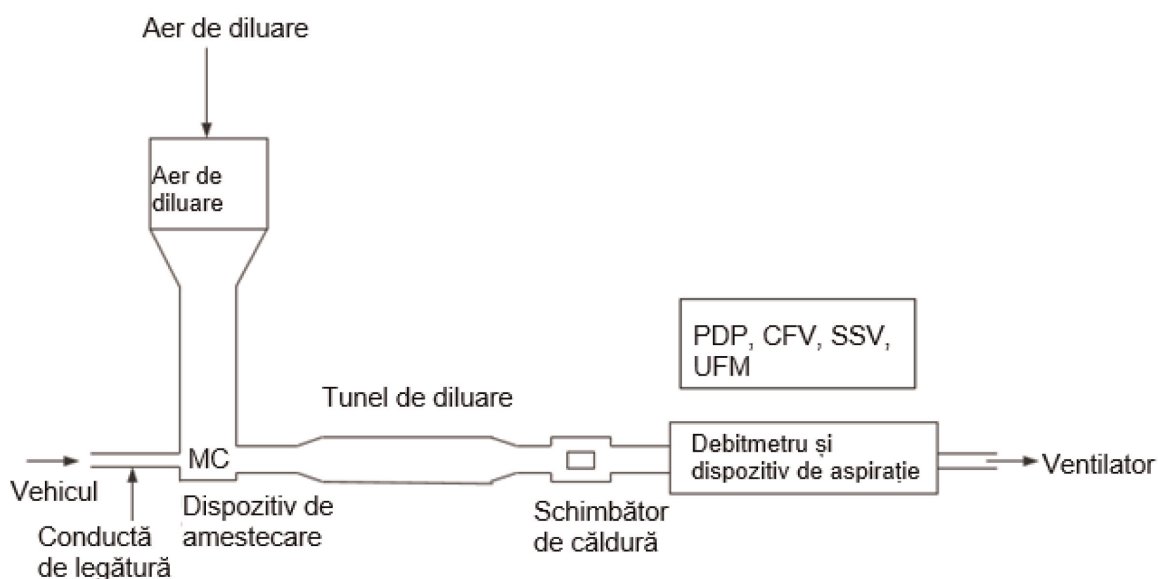 Aer de diluare
Aer de
diluare
PDP, CFV, SSV,
UFM
Tunel de diluare
MC
Debitmetru și
dispozitiv de aspirație
Ventilator
Vehicul
Conductă
de legătură
Dispozitiv de
amestecare
Schimbător
de căldură